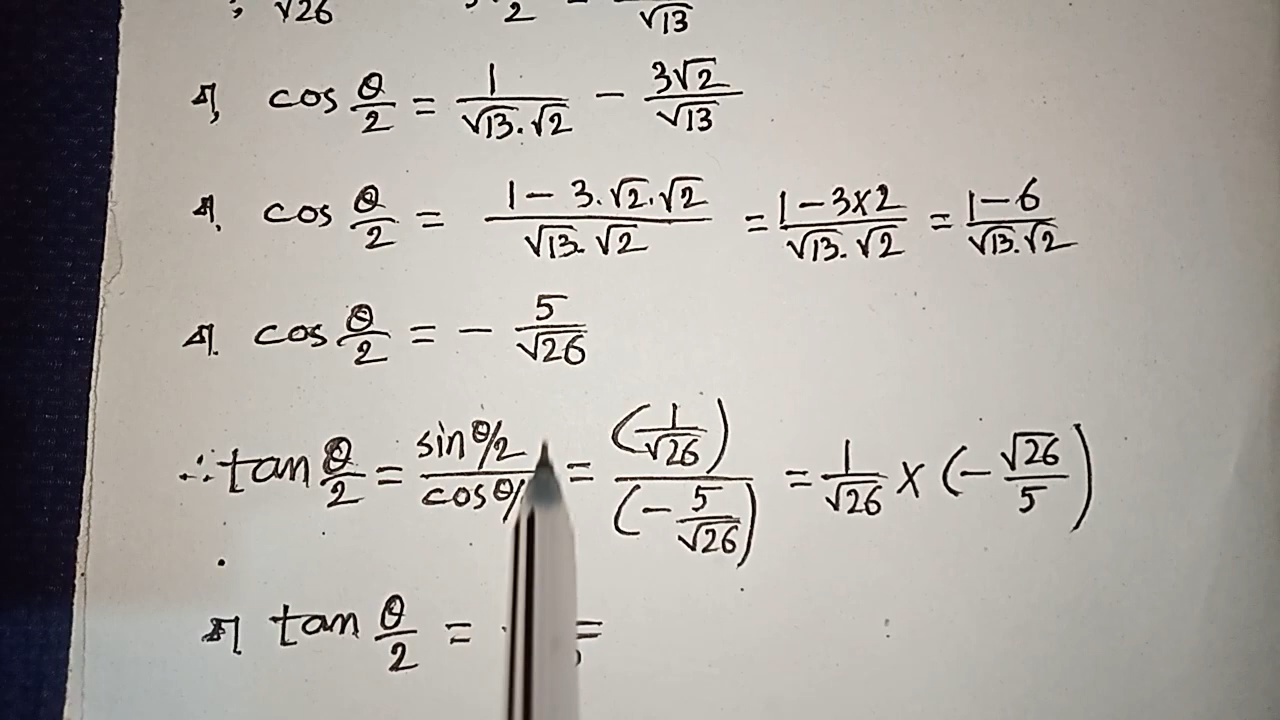 √26 2 √13
বা, cos θ/2 = 1/√13.√2 − 3√2/√13
বা, cos θ/2 = 1−3.√2.√2/√13.√2 = 1−3×2/√13.√2 = 1−6/√13.√2
বা, cos θ/2 = − 5/√26
∴ tan θ/2 = sin θ/2/cos θ/ = (1/√26)/(−5/√26) = 1/√26 × (−√26/5)
বা tan θ/2 = =